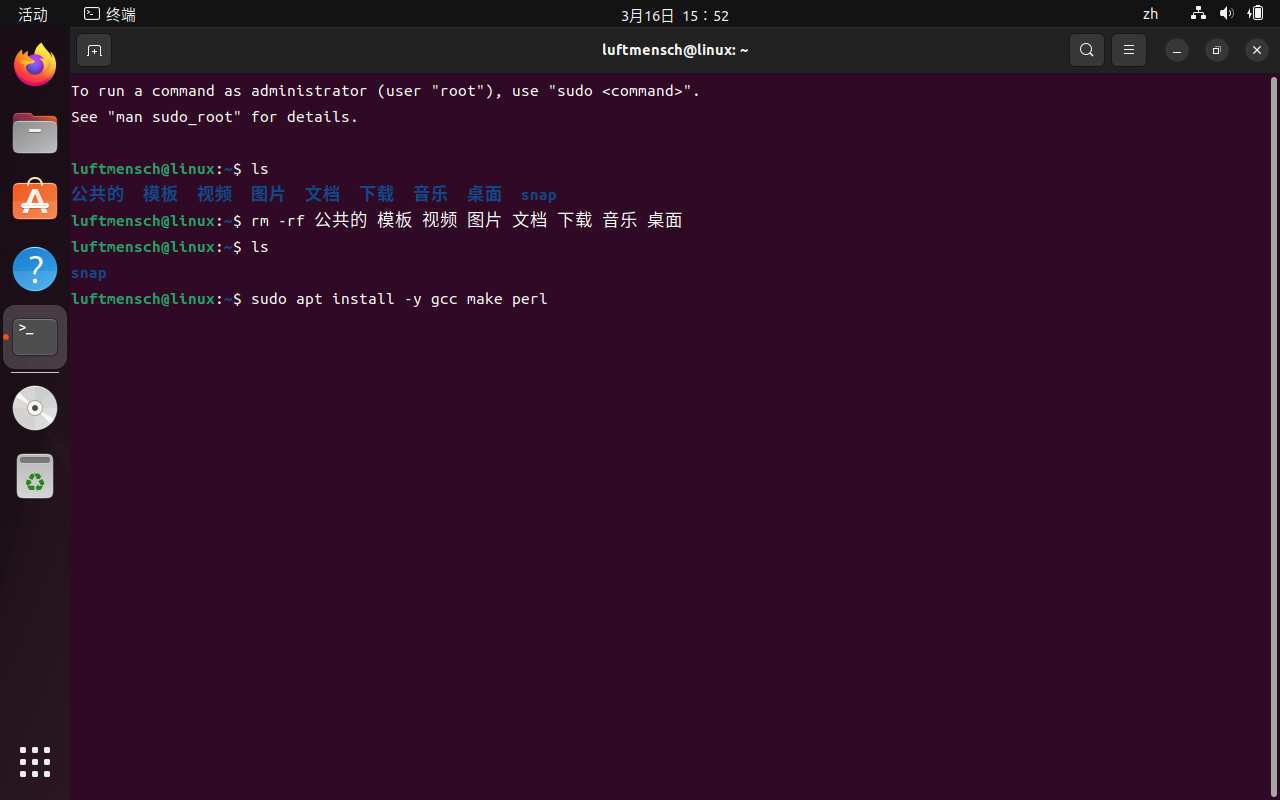 活动 终端 3月16日 15：52 zh
luftmensch@linux: ~
To run a command as administrator (user "root"), use "sudo <command>".
See "man sudo_root" for details.
luftmensch@linux:~$ ls
公共的 模板 视频 图片 文档 下载 音乐 桌面 snap
luftmensch@linux:~$ rm -rf 公共的 模板 视频 图片 文档 下载 音乐 桌面
luftmensch@linux:~$ ls
snap
luftmensch@linux:~$ sudo apt install -y gcc make perl